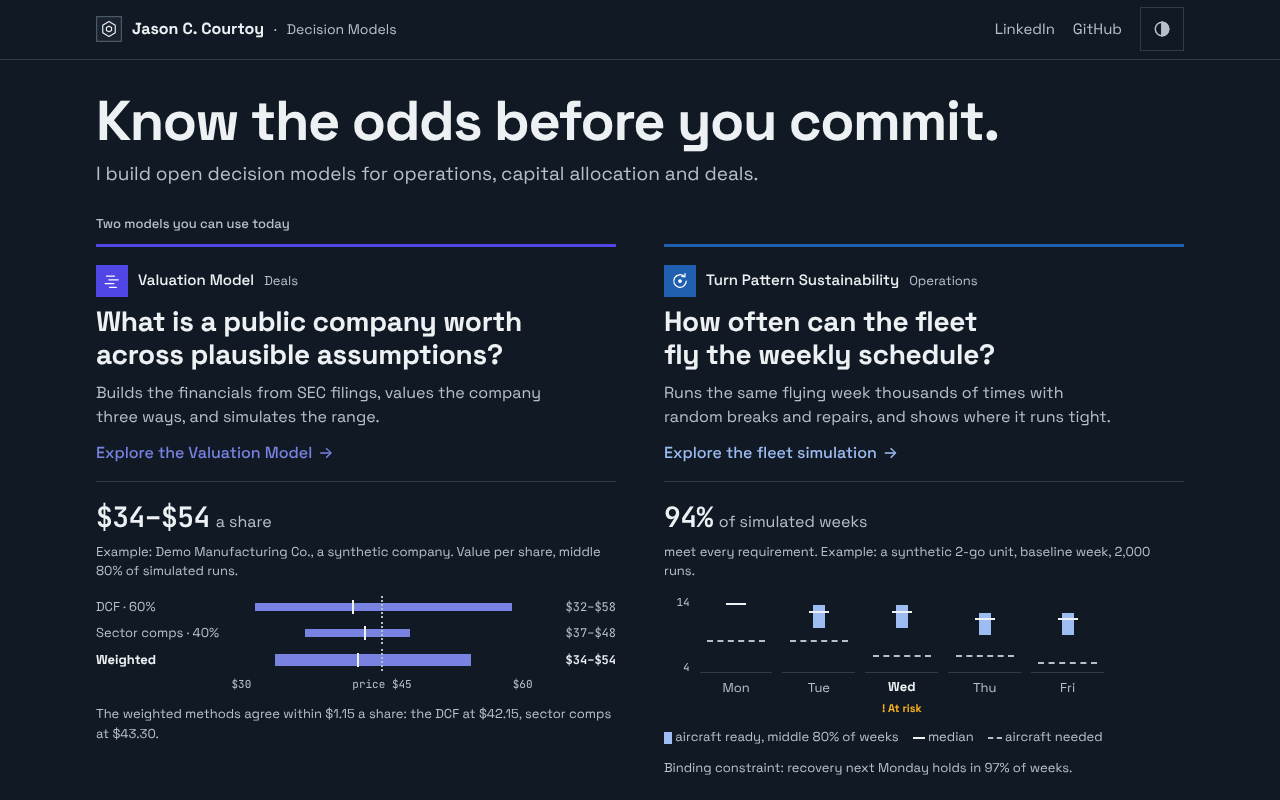 Jason C. Courtoy · Decision Models
LinkedIn GitHub
Know the odds before you commit.
I build open decision models for operations, capital allocation and deals.
Two models you can use today
Valuation Model Deals
What is a public company worth
across plausible assumptions?
Builds the financials from SEC filings, values the company
three ways, and simulates the range.
Explore the Valuation Model →
$34–$54 a share
Example: Demo Manufacturing Co., a synthetic company. Value per share, middle
80% of simulated runs.
DCF · 60% $32–$58
Sector comps · 40% $37–$48
Weighted $34–$54
$30 price $45 $60
The weighted methods agree within $1.15 a share: the DCF at $42.15, sector comps
at $43.30.
Turn Pattern Sustainability Operations
How often can the fleet
fly the weekly schedule?
Runs the same flying week thousands of times with
random breaks and repairs, and shows where it runs tight.
Explore the fleet simulation →
94% of simulated weeks
meet every requirement. Example: a synthetic 2-go unit, baseline week, 2,000
runs.
14
4
Mon Tue Wed Thu Fri
! At risk
aircraft ready, middle 80% of weeks median aircraft needed
Binding constraint: recovery next Monday holds in 97% of weeks.